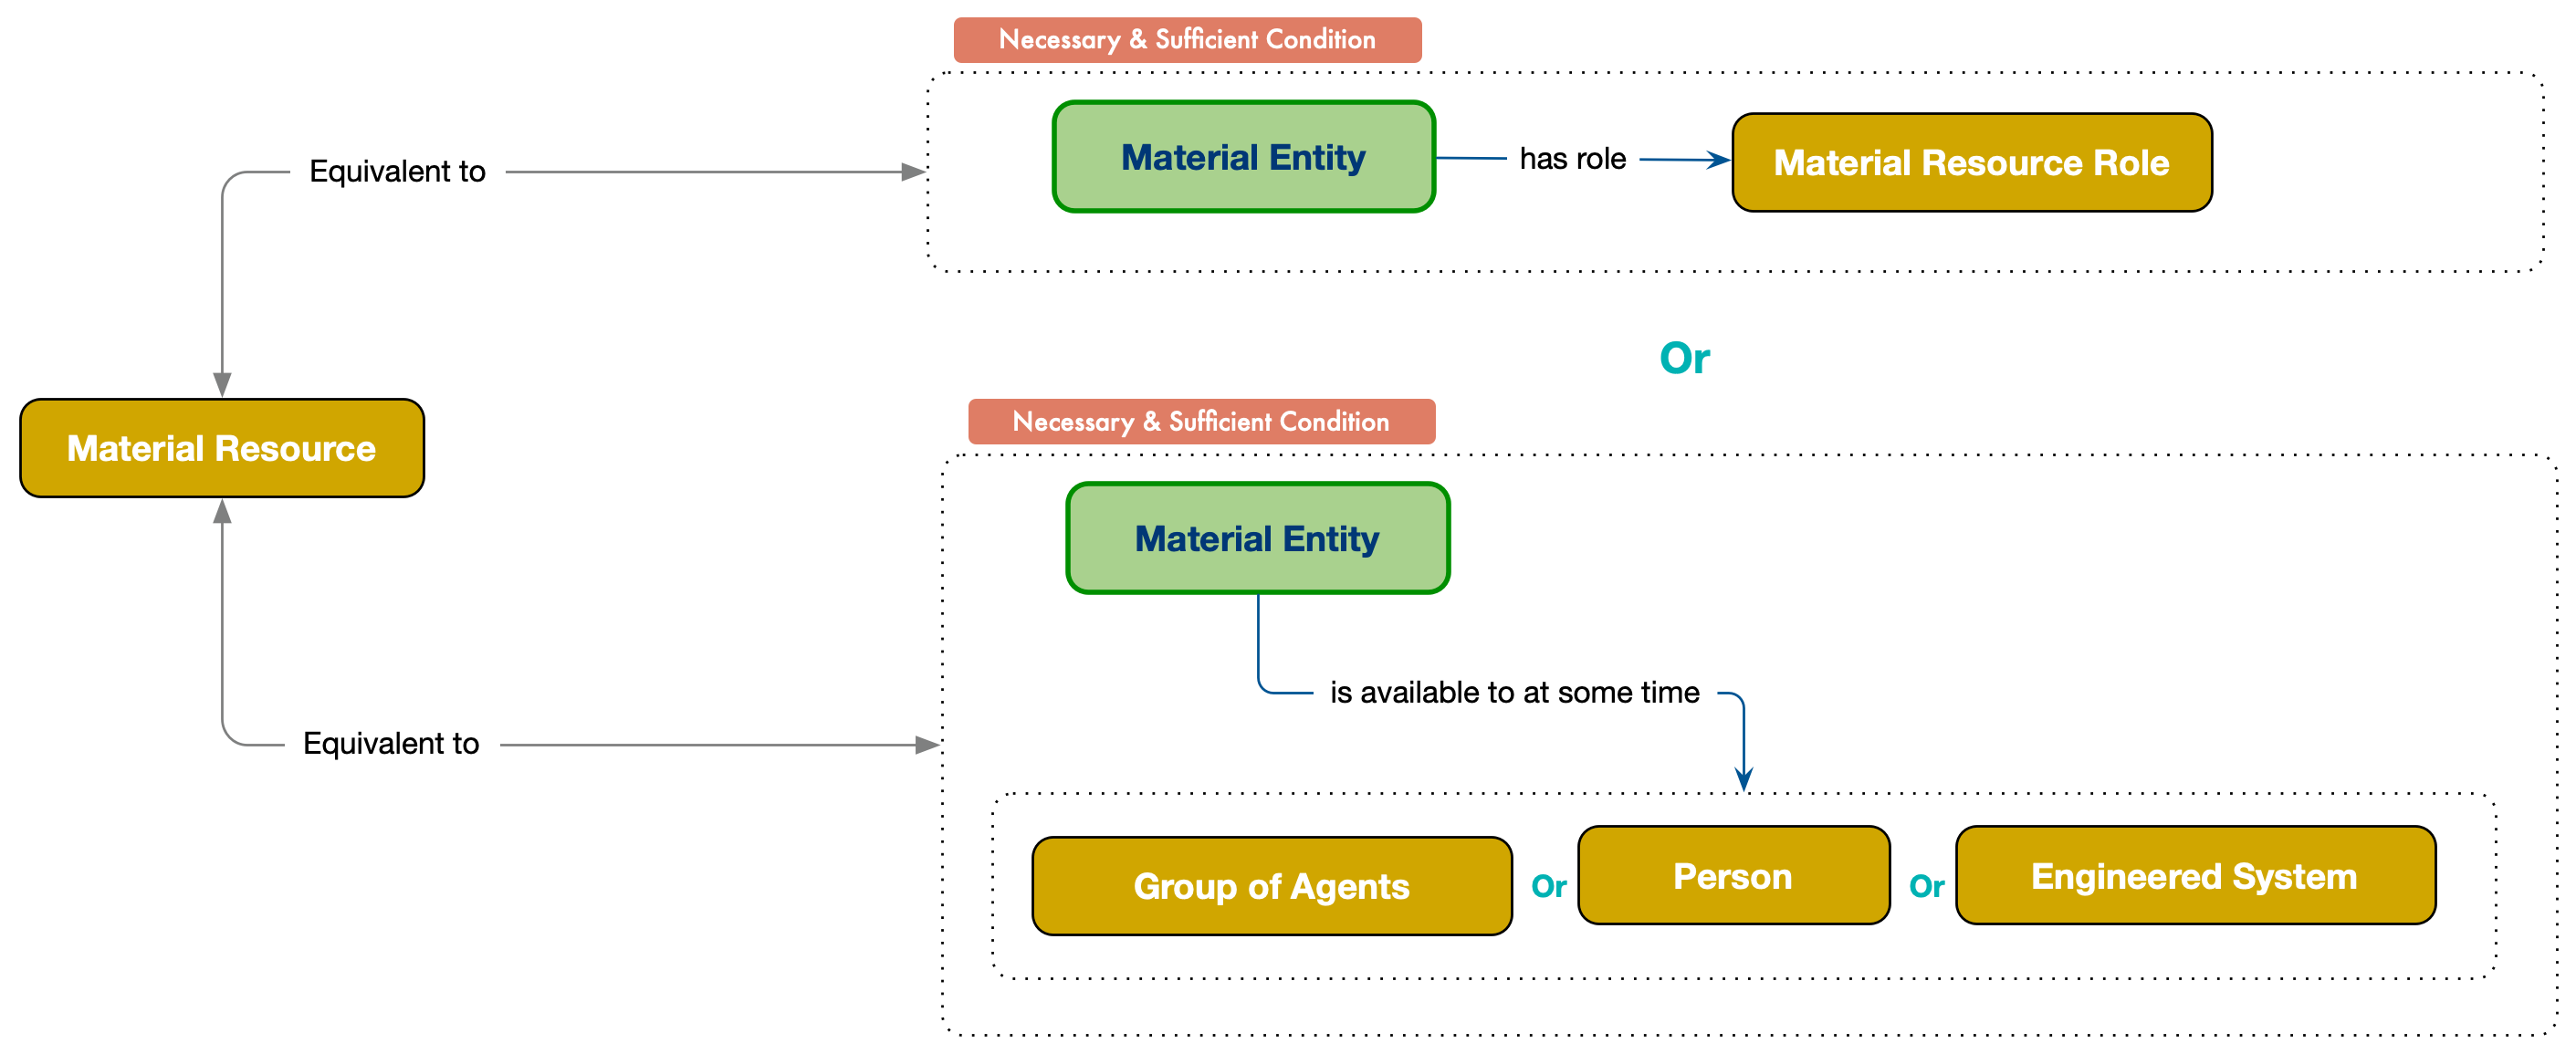 Necessary & Sufficient Condition
Material Entity
has role
Material Resource Role
Equivalent to
Or
Material Resource
Necessary & Sufficient Condition
Material Entity
is available to at some time
Equivalent to
Group of Agents
Or
Person
Or
Engineered System